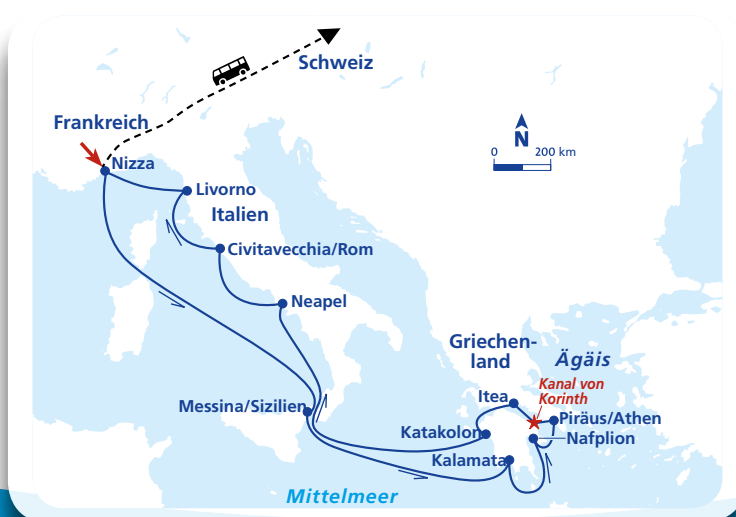 Schweiz
Frankreich
N
0 200 km
Nizza
Livorno
Italien
Civitavecchia/Rom
Neapel
Griechen-
land
Ägäis
Kanal von
Korinth
Itea
Messina/Sizilien
Piräus/Athen
Katakolon
Nafplion
Kalamata
Mittelmeer